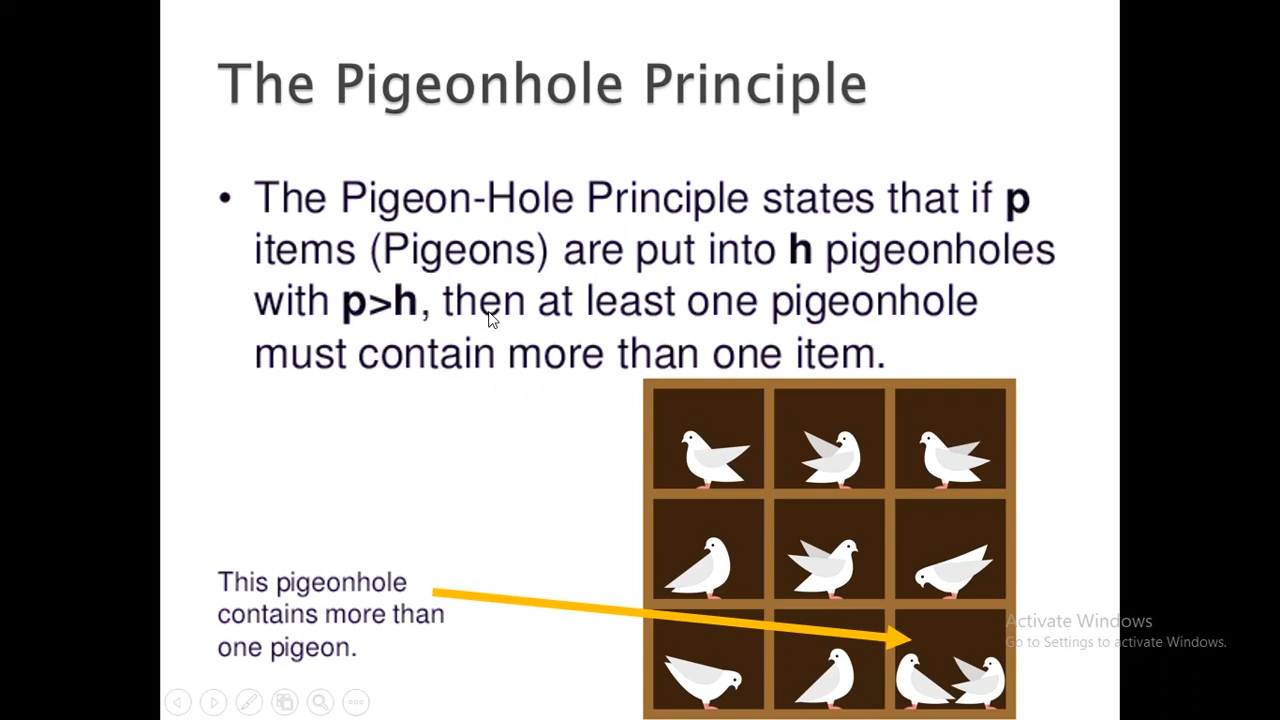 The Pigeonhole Principle
• The Pigeon-Hole Principle states that if p
items (Pigeons) are put into h pigeonholes
with p>h, then at least one pigeonhole
must contain more than one item.
This pigeonhole
contains more than
one pigeon.
Activate Windows
Go to Settings to activate Windows.